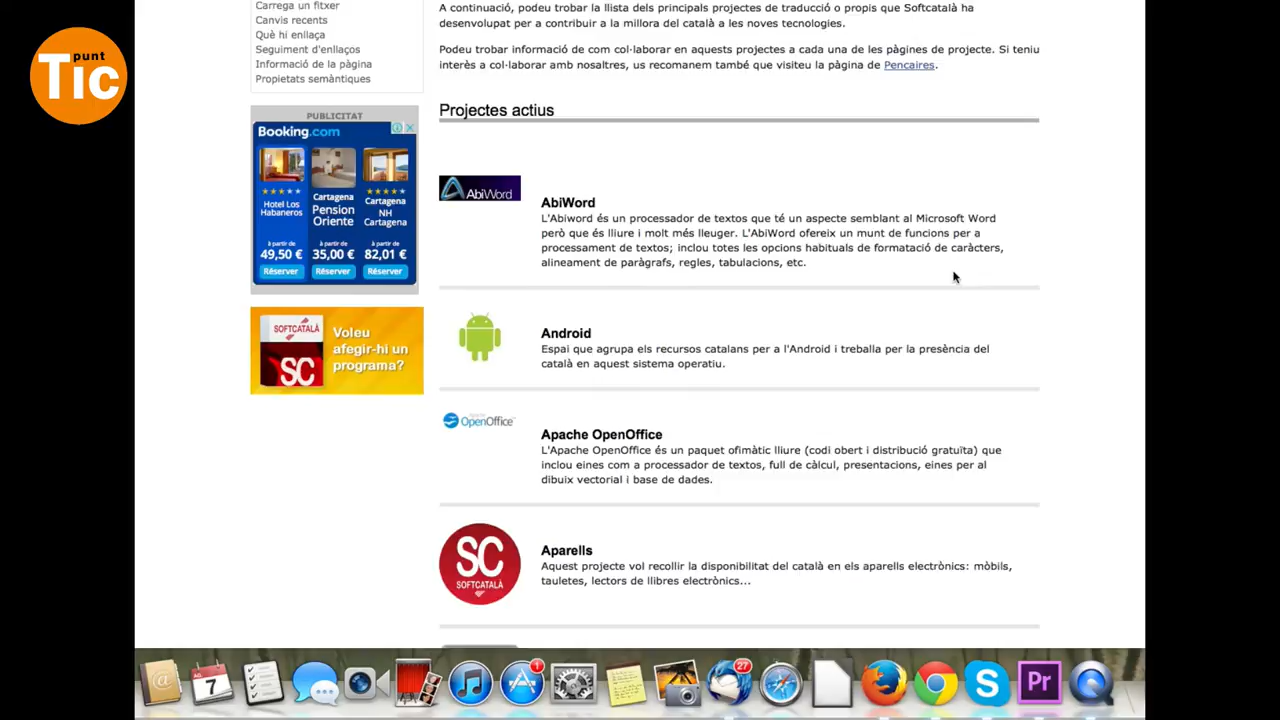 punt
Tic
Carrega un fitxer
Canvis recents
Què hi enllaça
Seguiment d'enllaços
Informació de la pàgina
Propietats semàntiques
PUBLICITAT
Booking.com
Hotel Los
Habaneros
à partir de
49,50 €
Réserver
Cartagena
Pension
Oriente
à partir de
35,00 €
Réserver
Cartagena
NH
Cartagena
à partir de
82,01 €
Réserver
SOFTCATALÀ
SC
Voleu
afegir-hi un
programa?
A continuació, podeu trobar la llista dels principals projectes de traducció o propis que Softcatalà ha
desenvolupat per a contribuir a la millora del català a les noves tecnologies.
Podeu trobar informació de com col·laborar en aquests projectes a cada una de les pàgines de projecte. Si teniu
interès a col·laborar amb nosaltres, us recomanem també que visiteu la pàgina de Pencaires.
Projectes actius
AbiWord
AbiWord
L'Abiword és un processador de textos que té un aspecte semblant al Microsoft Word
però que és lliure i molt més lleuger. L'AbiWord ofereix un munt de funcions per a
processament de textos; inclou totes les opcions habituals de formatació de caràcters,
alineament de paràgrafs, regles, tabulacions, etc.
Android
Espai que agrupa els recursos catalans per a l'Android i treballa per la presència del
català en aquest sistema operatiu.
OpenOffice
Apache OpenOffice
L'Apache OpenOffice és un paquet ofimàtic lliure (codi obert i distribució gratuïta) que
inclou eines com a processador de textos, full de càlcul, presentacions, eines per al
dibuix vectorial i base de dades.
SC
SOFTCATALÀ
Aparells
Aquest projecte vol recollir la disponibilitat del català en els aparells electrònics: mòbils,
tauletes, lectors de llibres electrònics...
7
1
27
Pr